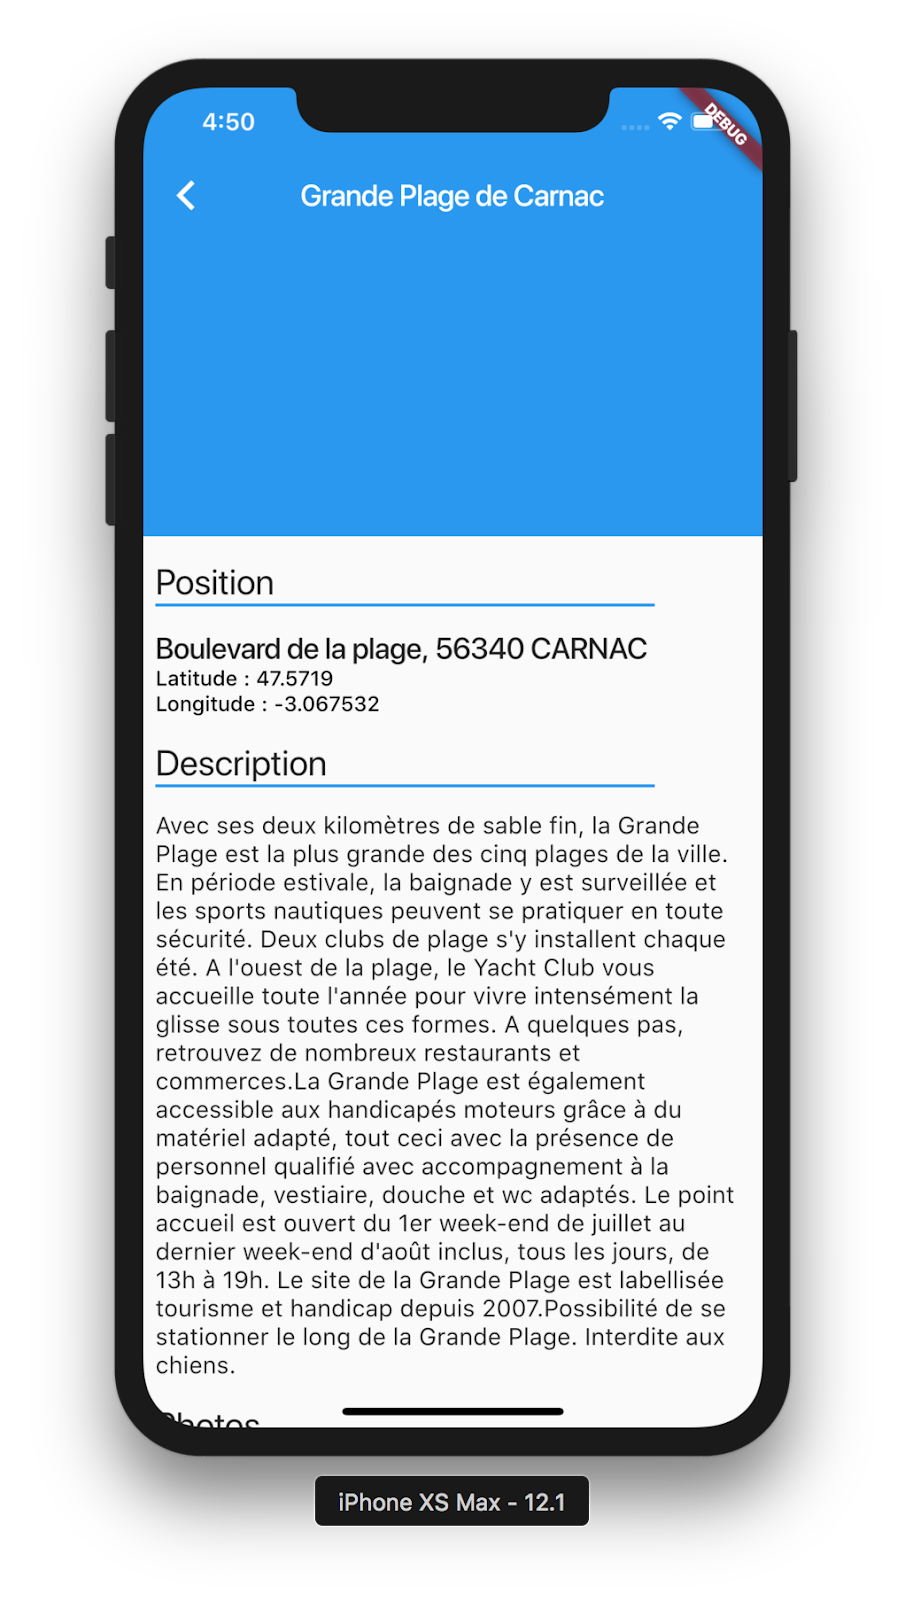 4:50
DEBUG
Grande Plage de Carnac
Position
Boulevard de la plage, 56340 CARNAC
Latitude : 47.5719
Longitude : -3.067532
Description
Avec ses deux kilomètres de sable fin, la Grande
Plage est la plus grande des cinq plages de la ville.
En période estivale, la baignade y est surveillée et
les sports nautiques peuvent se pratiquer en toute
sécurité. Deux clubs de plage s'y installent chaque
été. A l'ouest de la plage, le Yacht Club vous
accueille toute l'année pour vivre intensément la
glisse sous toutes ces formes. A quelques pas,
retrouvez de nombreux restaurants et
commerces.La Grande Plage est également
accessible aux handicapés moteurs grâce à du
matériel adapté, tout ceci avec la présence de
personnel qualifié avec accompagnement à la
baignade, vestiaire, douche et wc adaptés. Le point
accueil est ouvert du 1er week-end de juillet au
dernier week-end d'août inclus, tous les jours, de
13h à 19h. Le site de la Grande Plage est labellisée
tourisme et handicap depuis 2007.Possibilité de se
stationner le long de la Grande Plage. Interdite aux
chiens.
Photos
iPhone XS Max - 12.1